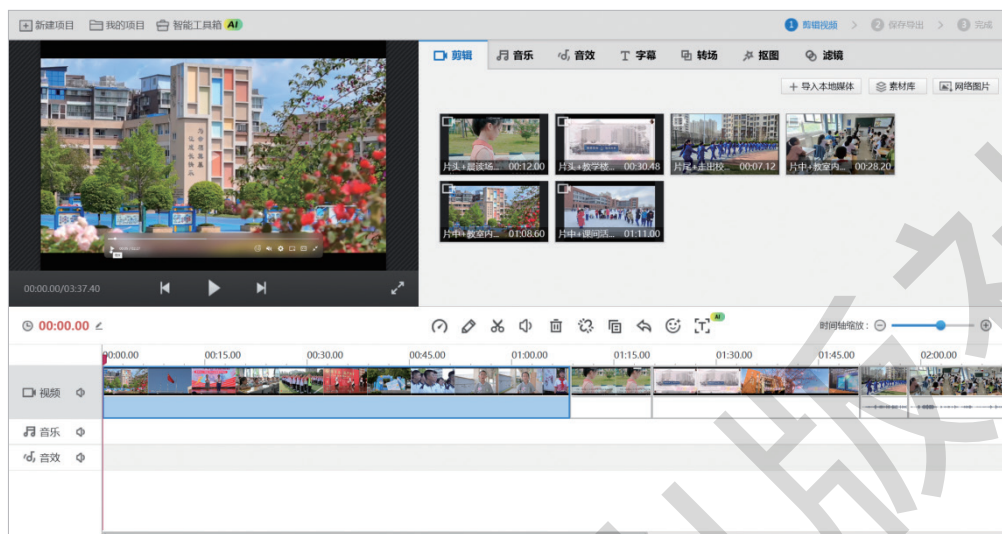 新建项目 我的项目 智能工具箱 AI
1 剪辑视频 > 2 保存导出 > 3 完成
剪辑 音乐 音效 字幕 转场 抠图 滤镜
+ 导入本地媒体 素材库 网络图片
片头+晨读场... 00:12.00
片头+教学楼... 00:30.48
片尾+走出校... 00:07.12
片中+教室内... 00:28.20
片中+教室内... 01:08.60
片中+课间活... 01:11.00
00:00.00/03:37.40
00:00.00
AI
时间轴缩放:
00:00.00 00:15.00 00:30.00 00:45.00 01:00.00 01:15.00 01:30.00 01:45.00 02:00.00
视频
音乐
音效
版